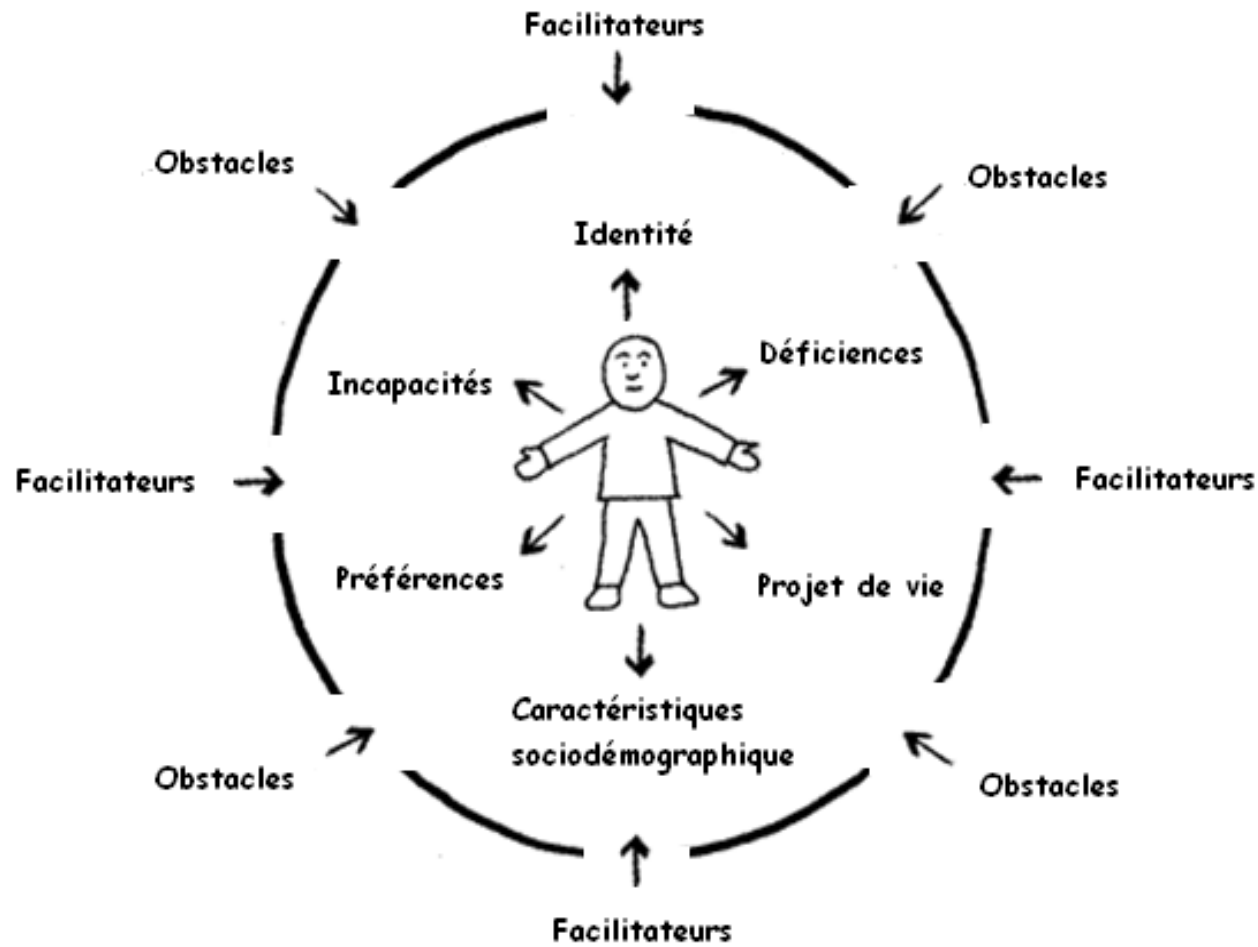 Facilitateurs
Obstacles
Obstacles
Identité
Déficiences
Incapacités
Facilitateurs
Facilitateurs
Préférences
Projet de vie
Caractéristiques
sociodémographique
Obstacles
Obstacles
Facilitateurs